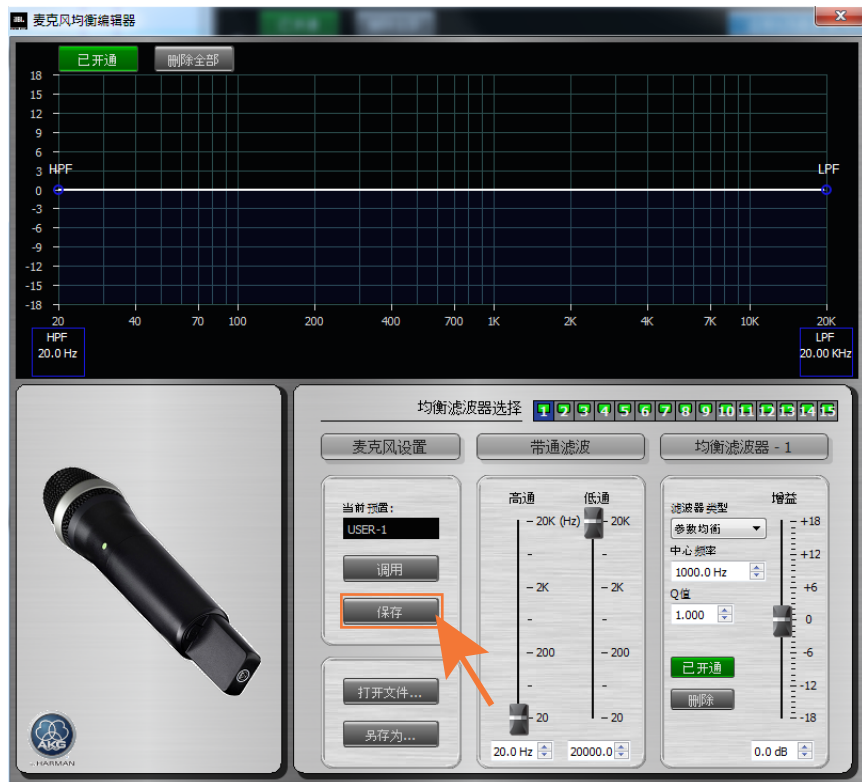 JBL 麦克风均衡编辑器
已开通 删除全部
18
15
12
9
6
3
0
-3
-6
-9
-12
-15
-18
HPF
LPF
20 40 70 100 200 400 700 1K 2K 4K 7K 10K 20K
HPF
20.0 Hz
LPF
20.00 KHz
均衡滤波器选择 1 2 3 4 5 6 7 8 9 10 11 12 13 14 15
麦克风设置
当前预置:
USER-1
调用
保存
打开文件...
另存为...
带通滤波
高通 低通
20K (Hz) 20K
2K 2K
200 200
20 20
20.0 Hz 20000.0
均衡滤波器 - 1
滤波器类型
参数均衡
中心频率
1000.0 Hz
Q值
1.000
已开通
删除
增益
+18
+12
+6
0
-6
-12
-18
0.0 dB
AKG
by HARMAN